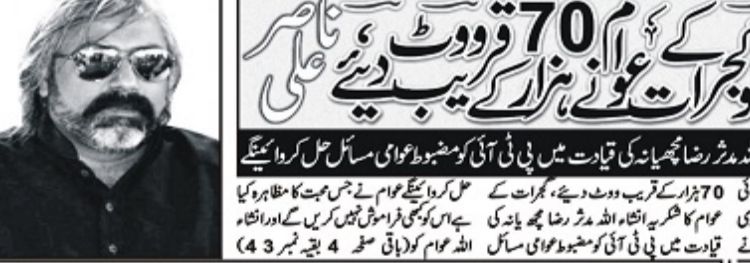 کے عوام 70 قرووٹ دیئے،
گجرات عونے ہزار کے قریب دیئے
ناصر
علی
مدثر رضا مچھیانہ کی قیادت میں پی ٹی آئی کو مضبوط عوامی مسائل حل کروائینگے
70 ہزار کے قریب ووٹ دیئے، گجرات کے
عوام کا شکریہ انشاء اللہ مدثر رضا مچھیانہ کی
قیادت میں پی ٹی آئی کو مضبوط عوامی مسائل
حل کروائینگے عوام نے جس محبت کا مظاہرہ کیا
ہے اس کو کبھی فراموش نہیں کریں گے اور انشاء
اللہ عوام کو (باقی صفحہ 4 بقیہ نمبر 43)